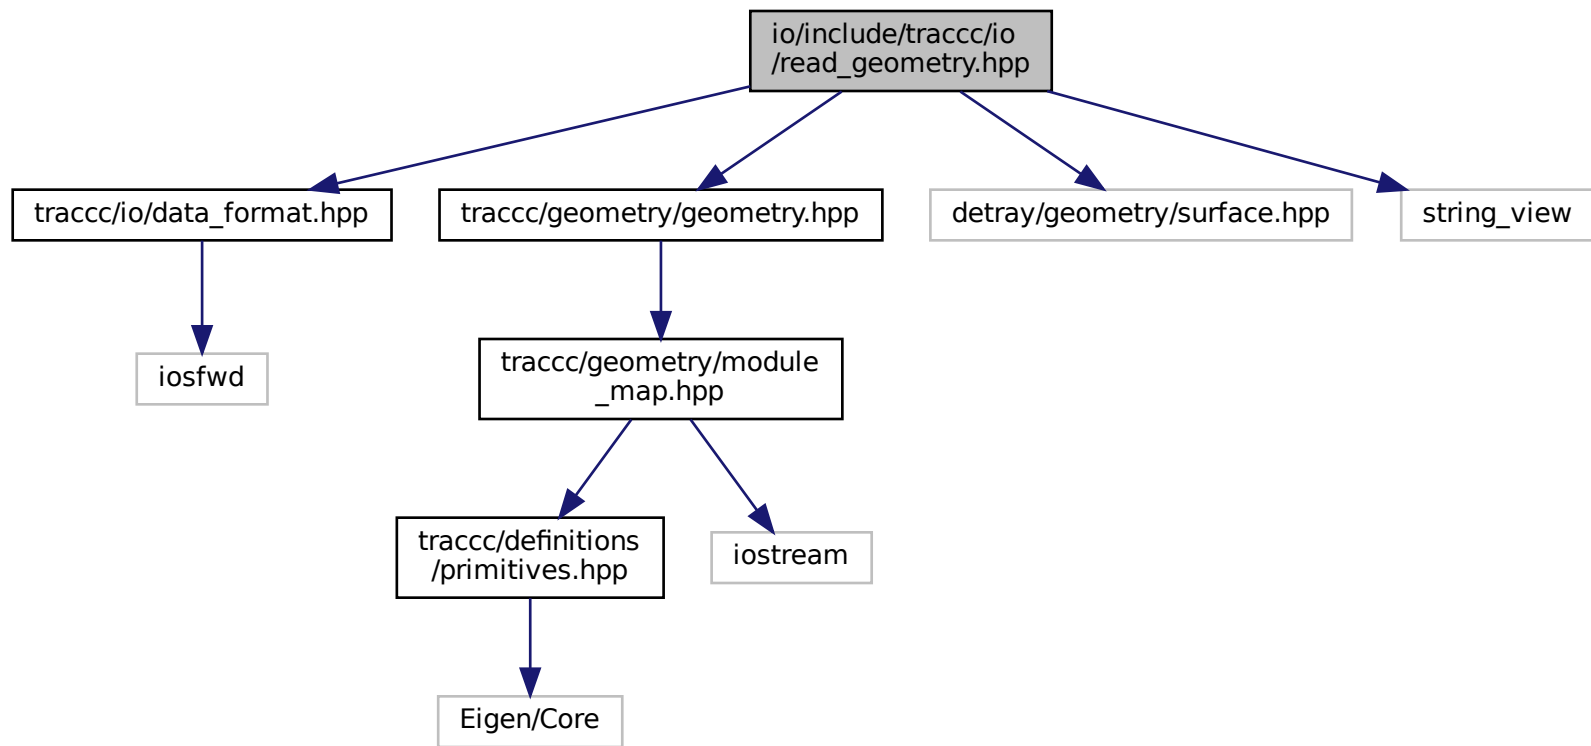 io/include/traccc/io
/read_geometry.hpp
traccc/io/data_format.hpp
traccc/geometry/geometry.hpp
detray/geometry/surface.hpp
string_view
iosfwd
traccc/geometry/module
_map.hpp
traccc/definitions
/primitives.hpp
iostream
Eigen/Core